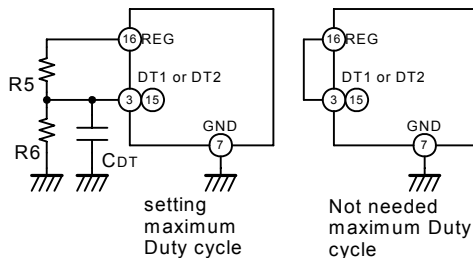 16 REG
R5
DT1 or DT2
3 15
R6
CDT
GND
7
setting
maximum
Duty cycle
16 REG
DT1 or DT2
3 15
GND
7
Not needed
maximum Duty
cycle